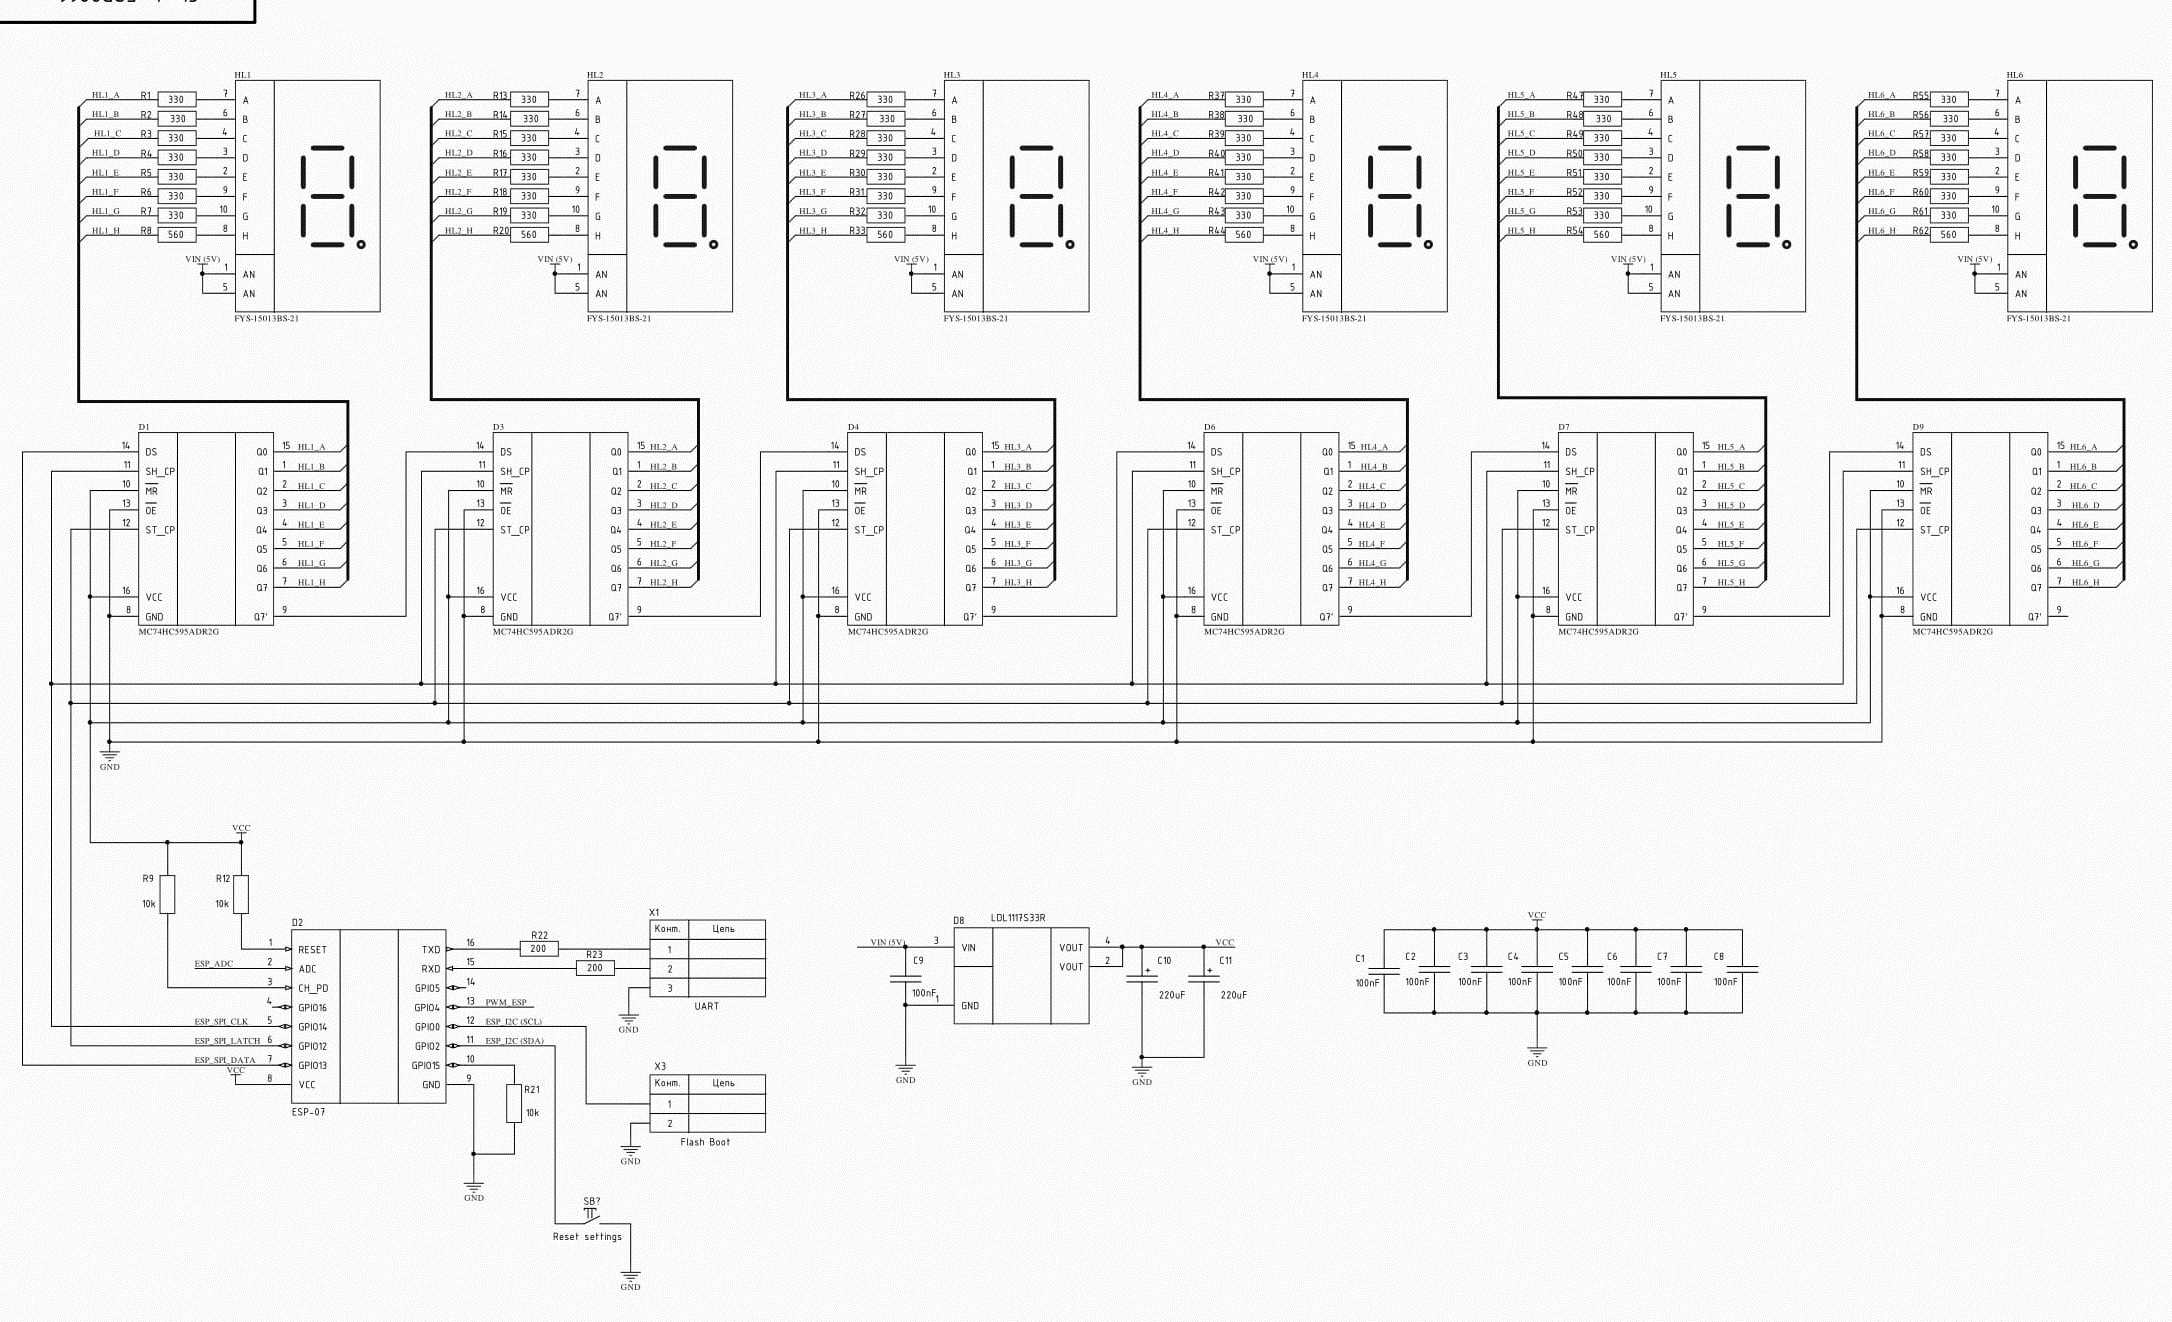 HL1
HL1_A R1 330 7 A
HL1_B R2 330 6 B
HL1_C R3 330 4 C
HL1_D R4 330 3 D
HL1_E R5 330 2 E
HL1_F R6 330 9 F
HL1_G R7 330 10 G
HL1_H R8 560 8 H
VIN (5V) 1 AN
5 AN
FYS-15013BS-21
HL2
HL2_A R13 330 7 A
HL2_B R14 330 6 B
HL2_C R15 330 4 C
HL2_D R16 330 3 D
HL2_E R17 330 2 E
HL2_F R18 330 9 F
HL2_G R19 330 10 G
HL2_H R20 560 8 H
VIN (5V) 1 AN
5 AN
FYS-15013BS-21
HL3
HL3_A R26 330 7 A
HL3_B R27 330 6 B
HL3_C R28 330 4 C
HL3_D R29 330 3 D
HL3_E R30 330 2 E
HL3_F R31 330 9 F
HL3_G R32 330 10 G
HL3_H R33 560 8 H
VIN (5V) 1 AN
5 AN
FYS-15013BS-21
HL4
HL4_A R37 330 7 A
HL4_B R38 330 6 B
HL4_C R39 330 4 C
HL4_D R40 330 3 D
HL4_E R41 330 2 E
HL4_F R42 330 9 F
HL4_G R43 330 10 G
HL4_H R44 560 8 H
VIN (5V) 1 AN
5 AN
FYS-15013BS-21
HL5
HL5_A R47 330 7 A
HL5_B R48 330 6 B
HL5_C R49 330 4 C
HL5_D R50 330 3 D
HL5_E R51 330 2 E
HL5_F R52 330 9 F
HL5_G R53 330 10 G
HL5_H R54 560 8 H
VIN (5V) 1 AN
5 AN
FYS-15013BS-21
HL6
HL6_A R55 330 7 A
HL6_B R56 330 6 B
HL6_C R57 330 4 C
HL6_D R58 330 3 D
HL6_E R59 330 2 E
HL6_F R60 330 9 F
HL6_G R61 330 10 G
HL6_H R62 560 8 H
VIN (5V) 1 AN
5 AN
FYS-15013BS-21
D1
14 DS Q0 15 HL1_A
11 SH_CP Q1 1 HL1_B
10 MR Q2 2 HL1_C
13 OE Q3 3 HL1_D
12 ST_CP Q4 4 HL1_E
Q5 5 HL1_F
Q6 6 HL1_G
Q7 7 HL1_H
16 VCC
8 GND Q7' 9
MC74HC595ADR2G
D3
14 DS Q0 15 HL2_A
11 SH_CP Q1 1 HL2_B
10 MR Q2 2 HL2_C
13 OE Q3 3 HL2_D
12 ST_CP Q4 4 HL2_E
Q5 5 HL2_F
Q6 6 HL2_G
Q7 7 HL2_H
16 VCC
8 GND Q7' 9
MC74HC595ADR2G
D4
14 DS Q0 15 HL3_A
11 SH_CP Q1 1 HL3_B
10 MR Q2 2 HL3_C
13 OE Q3 3 HL3_D
12 ST_CP Q4 4 HL3_E
Q5 5 HL3_F
Q6 6 HL3_G
Q7 7 HL3_H
16 VCC
8 GND Q7' 9
MC74HC595ADR2G
D6
14 DS Q0 15 HL4_A
11 SH_CP Q1 1 HL4_B
10 MR Q2 2 HL4_C
13 OE Q3 3 HL4_D
12 ST_CP Q4 4 HL4_E
Q5 5 HL4_F
Q6 6 HL4_G
Q7 7 HL4_H
16 VCC
8 GND Q7' 9
MC74HC595ADR2G
D7
14 DS Q0 15 HL5_A
11 SH_CP Q1 1 HL5_B
10 MR Q2 2 HL5_C
13 OE Q3 3 HL5_D
12 ST_CP Q4 4 HL5_E
Q5 5 HL5_F
Q6 6 HL5_G
Q7 7 HL5_H
16 VCC
8 GND Q7' 9
MC74HC595ADR2G
D9
14 DS Q0 15 HL6_A
11 SH_CP Q1 1 HL6_B
10 MR Q2 2 HL6_C
13 OE Q3 3 HL6_D
12 ST_CP Q4 4 HL6_E
Q5 5 HL6_F
Q6 6 HL6_G
Q7 7 HL6_H
16 VCC
8 GND Q7' 9
MC74HC595ADR2G
GND
VCC
R9 R12
10k 10k
D2
1 RESET TXD 16
ESP_ADC 2 ADC RXD 15
3 CH_PD GPIO5 14
4 GPIO16 GPIO4 13 PWM_ESP
ESP_SPI_CLK 5 GPIO14 GPIO0 12 ESP_I2C (SCL)
ESP_SPI_LATCH 6 GPIO12 GPIO2 11 ESP_I2C (SDA)
ESP_SPI_DATA 7 GPIO13 GPIO15 10
VCC 8 VCC GND 9
ESP-07
R22
200
R23
200
R21
10k
GND
X1
Конт. Цепь
1
2
3
UART
GND
X3
Конт. Цепь
1
2
Flash Boot
GND
SB?
Reset settings
GND
D8 LDL1117S33R
VIN (5V) 3 VIN VOUT 4 VCC
VOUT 2
1 GND
C9
100nF
GND
C10
220uF
C11
220uF
GND
VCC
C1 C2 C3 C4 C5 C6 C7 C8
100nF 100nF 100nF 100nF 100nF 100nF 100nF 100nF
GND